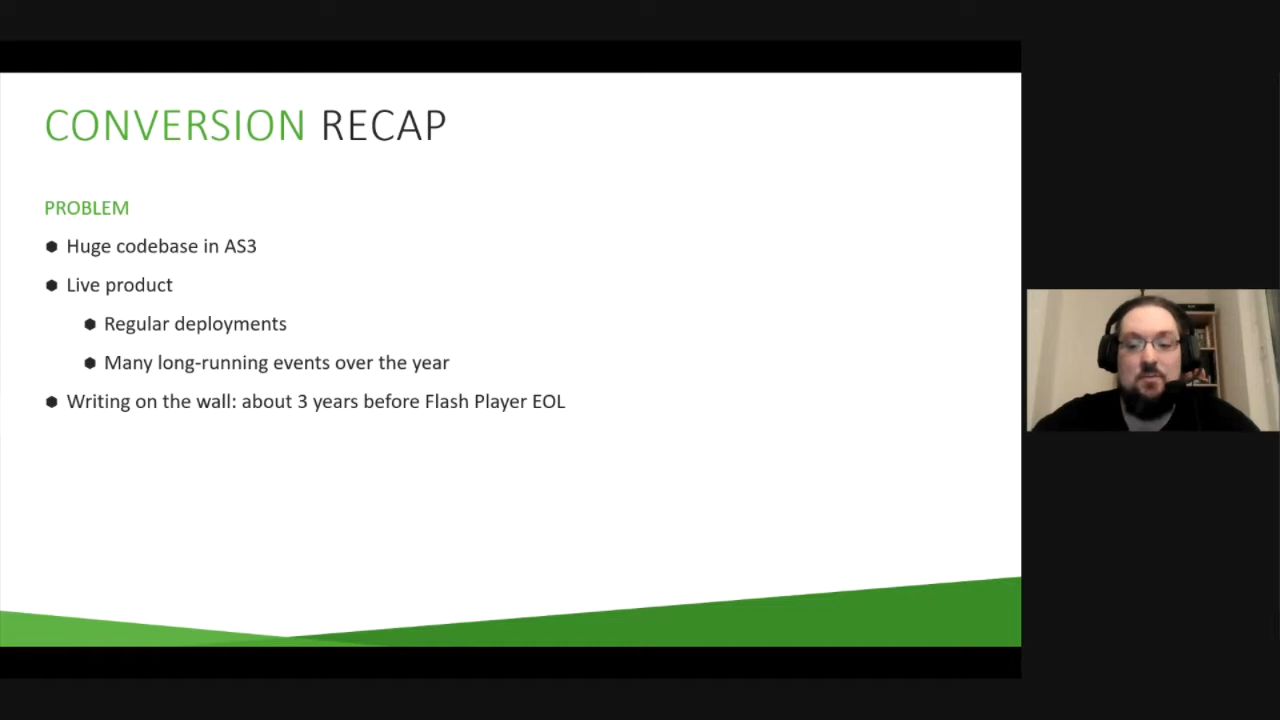 CONVERSION RECAP
PROBLEM
Huge codebase in AS3
Live product
Regular deployments
Many long-running events over the year
Writing on the wall: about 3 years before Flash Player EOL